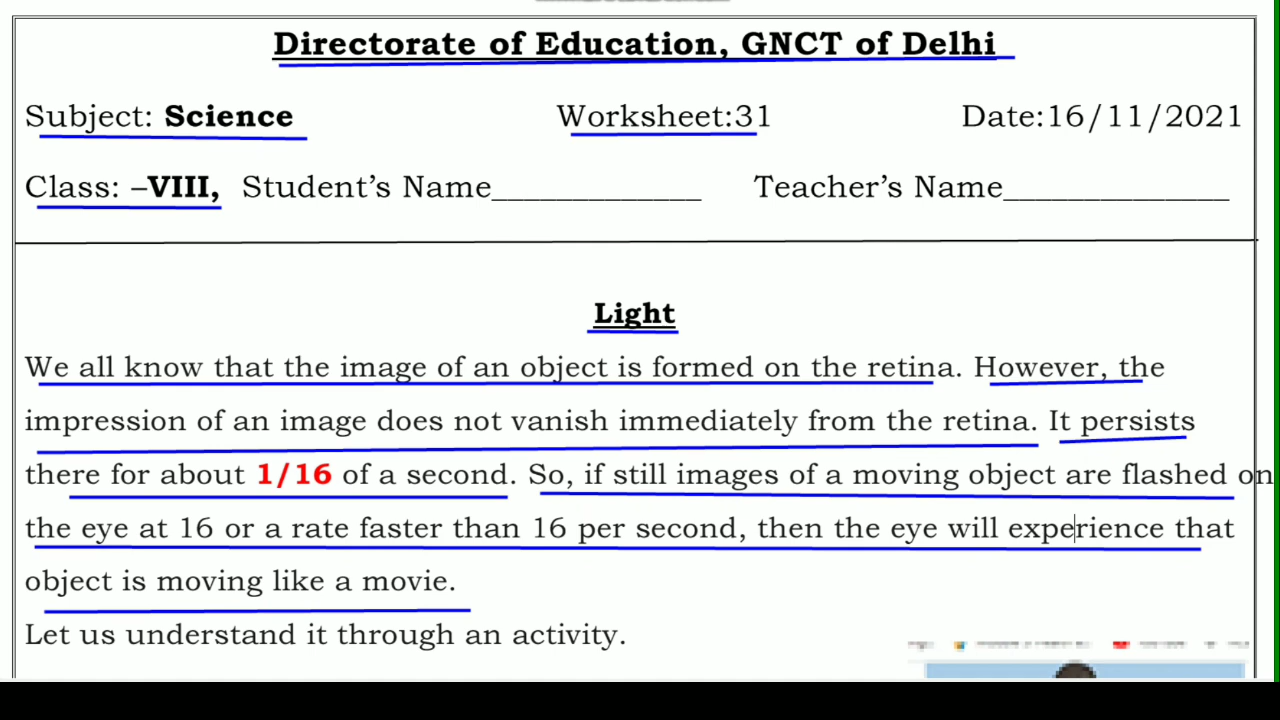 Directorate of Education, GNCT of Delhi
Subject: Science Worksheet:31 Date:16/11/2021
Class: –VIII, Student’s Name_____________ Teacher’s Name______________
Light
We all know that the image of an object is formed on the retina. However, the
impression of an image does not vanish immediately from the retina. It persists
there for about 1/16 of a second. So, if still images of a moving object are flashed on
the eye at 16 or a rate faster than 16 per second, then the eye will experience that
object is moving like a movie.
Let us understand it through an activity.